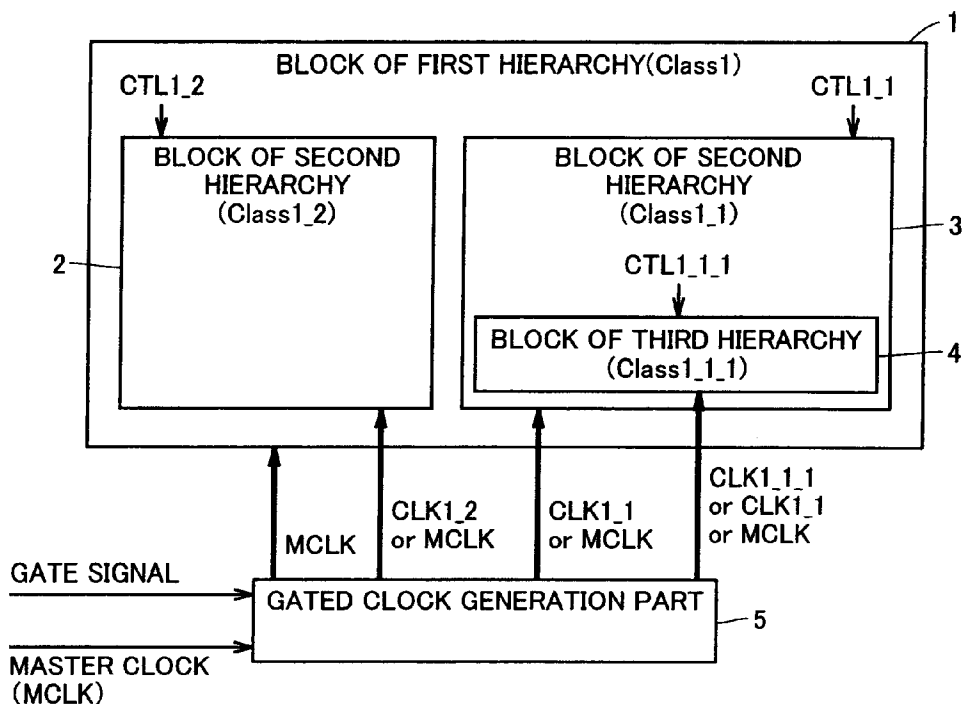 1
BLOCK OF FIRST HIERARCHY(Class1)
CTL1_2
CTL1_1
BLOCK OF SECOND
HIERARCHY
(Class1_2)
BLOCK OF SECOND
HIERARCHY
(Class1_1)
2
3
CTL1_1_1
BLOCK OF THIRD HIERARCHY
(Class1_1_1)
4
MCLK
CLK1_2
or MCLK
CLK1_1
or MCLK
CLK1_1_1
or CLK1_1
or MCLK
GATE SIGNAL
GATED CLOCK GENERATION PART
5
MASTER CLOCK
(MCLK)